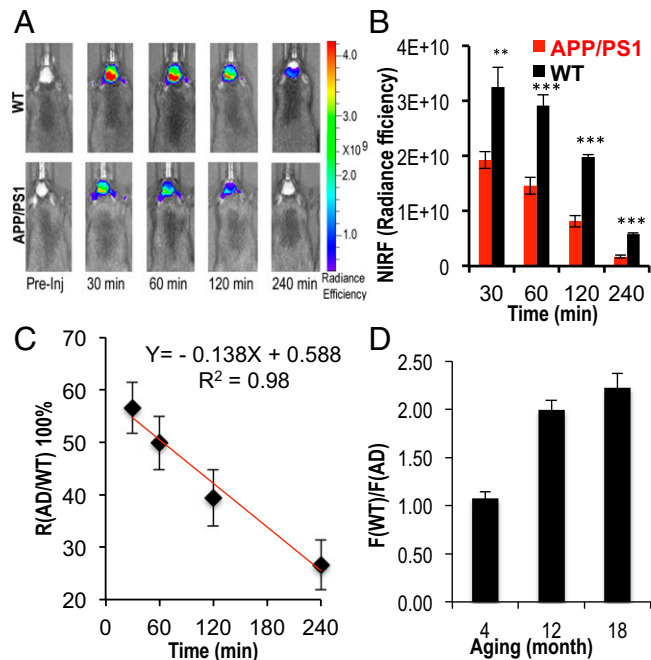 A
WT
APP/PS1
Pre-Inj 30 min 60 min 120 min 240 min
4.0
3.0
X10⁹
2.0
1.0
Radiance
Efficiency
B
APP/PS1
WT
NIRF (Radiance Efficiency)
4E+10
3E+10
2E+10
1E+10
0
** *** *** ***
30 60 120 240
Time (min)
C
Y= - 0.138X + 0.588
R² = 0.98
R(AD/WT) 100%
70
60
50
40
30
20
0 60 120 180 240
Time (min)
D
F(WT)/F(AD)
2.50
2.00
1.50
1.00
0.50
0.00
4 12 18
Aging (month)